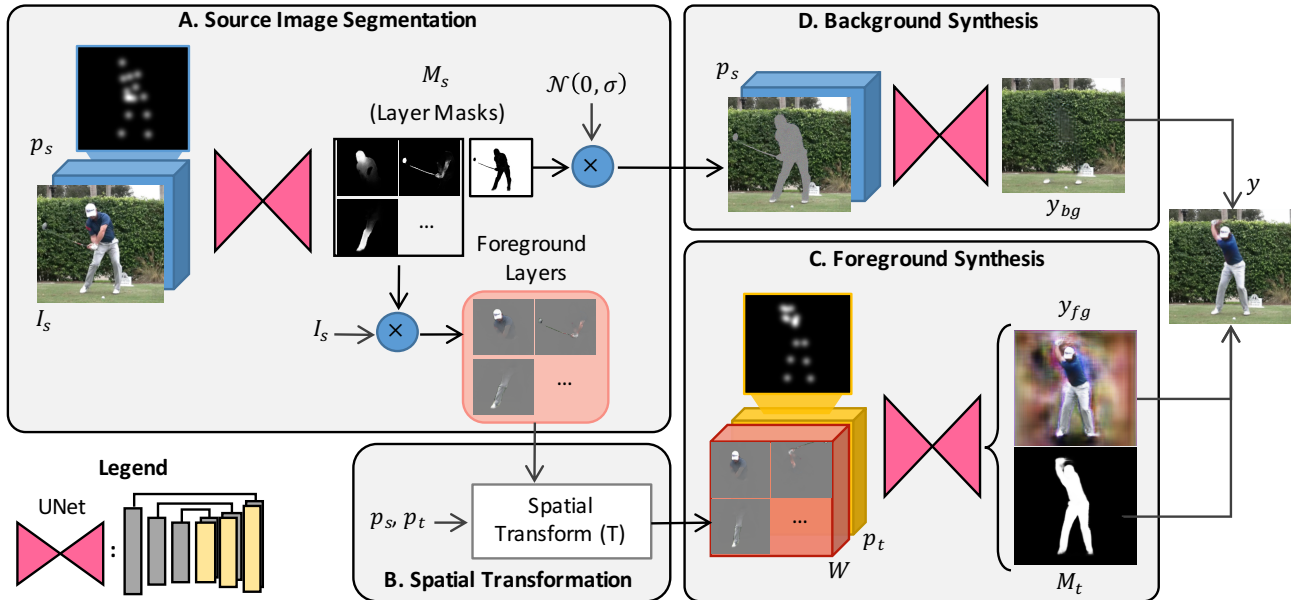 A. Source Image Segmentation
p_s
I_s
M_s
(Layer Masks)
𝒩(0, σ)
×
...
Foreground
Layers
I_s
×
...
Legend
UNet
:
p_s, p_t
Spatial
Transform (T)
B. Spatial Transformation
D. Background Synthesis
p_s
y_bg
y
C. Foreground Synthesis
...
p_t
W
y_fg
M_t